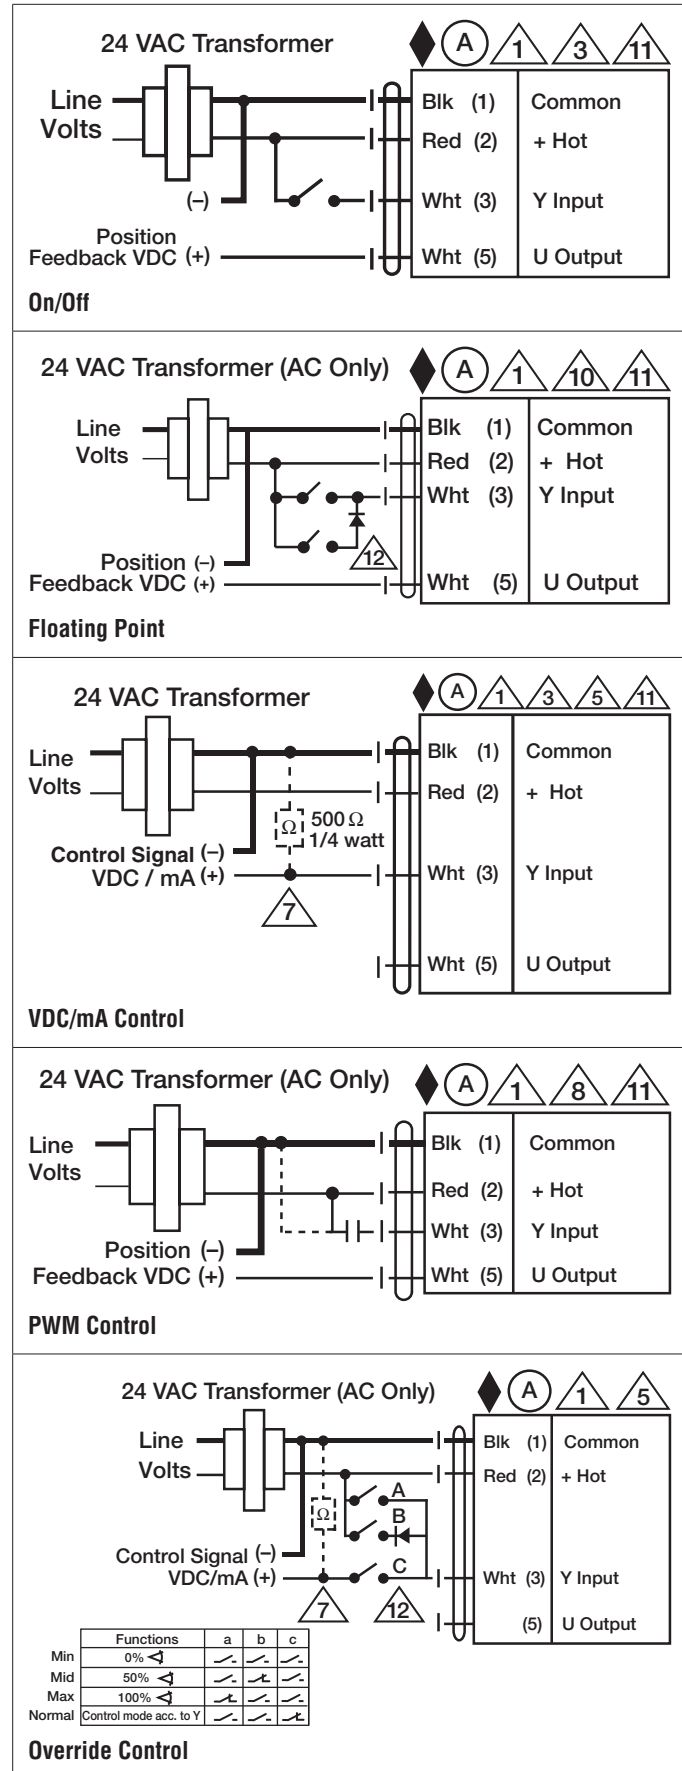 24 VAC Transformer
A 1 3 11
Line
Volts
Blk (1) Common
Red (2) + Hot
(–)
Wht (3) Y Input
Position
Feedback VDC (+)
Wht (5) U Output
On/Off
24 VAC Transformer (AC Only)
A 1 10 11
Line
Volts
Blk (1) Common
Red (2) + Hot
Wht (3) Y Input
12
Position (–)
Feedback VDC (+)
Wht (5) U Output
Floating Point
24 VAC Transformer
A 1 3 5 11
Line
Volts
Blk (1) Common
Red (2) + Hot
Ω 500 Ω
1/4 watt
Control Signal (–)
VDC / mA (+)
Wht (3) Y Input
7
Wht (5) U Output
VDC/mA Control
24 VAC Transformer (AC Only)
A 1 8 11
Line
Volts
Blk (1) Common
Red (2) + Hot
Wht (3) Y Input
Position (–)
Feedback VDC (+)
Wht (5) U Output
PWM Control
24 VAC Transformer (AC Only)
A 1 5
Line
Volts
Blk (1) Common
Red (2) + Hot
A
Ω
B
Control Signal (–)
VDC/mA (+)
C
Wht (3) Y Input
7
12
(5) U Output
Functions a b c
Min 0%
Mid 50%
Max 100%
Normal Control mode acc. to Y
Override Control